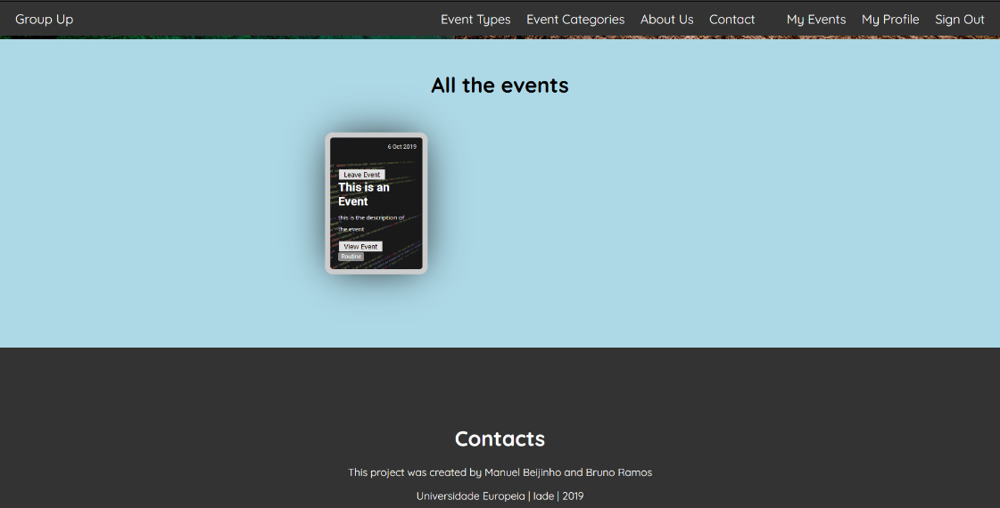 Group Up Event Types Event Categories About Us Contact My Events My Profile Sign Out
All the events
6 Oct 2019
Leave Event
This is an
Event
this is the description of
the event
View Event
Routine
Contacts
This project was created by Manuel Beijinho and Bruno Ramos
Universidade Europeia | Iade | 2019